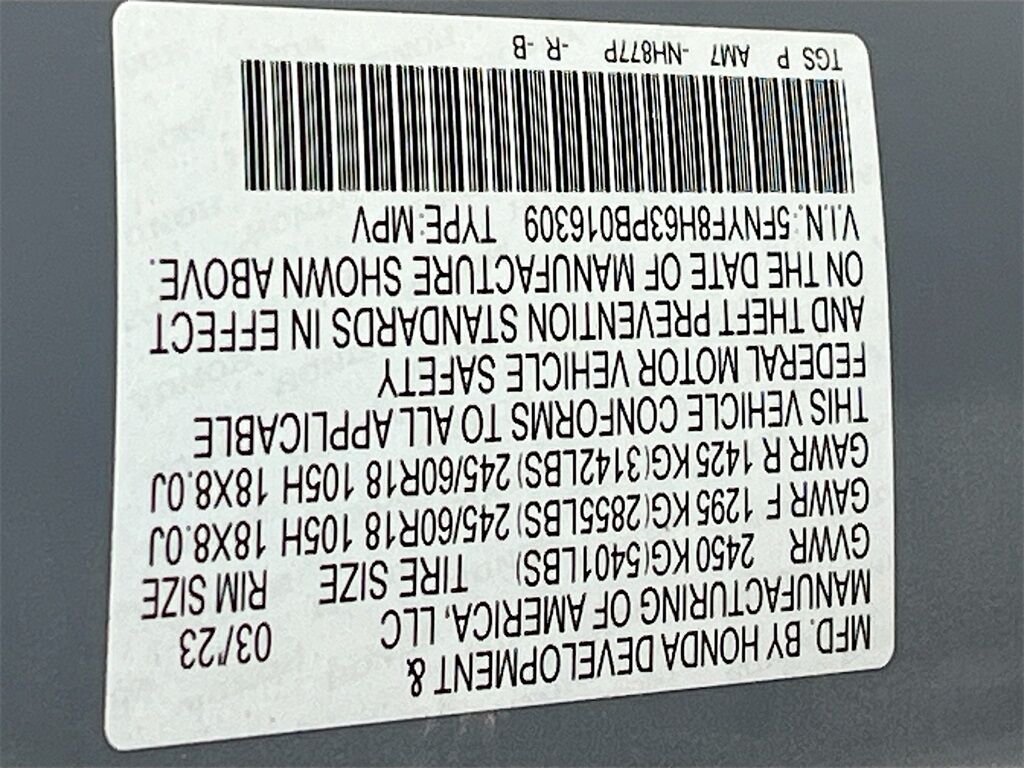 MFD. BY HONDA DEVELOPMENT &
MANUFACTURING OF AMERICA, LLC 03/'23
GVWR 2450 KG(5401LBS) TIRE SIZE RIM SIZE
GAWR F 1295 KG(2855LBS) 245/60R18 105H 18X8.0J
GAWR R 1425 KG(3142LBS) 245/60R18 105H 18X8.0J
THIS VEHICLE CONFORMS TO ALL APPLICABLE
FEDERAL MOTOR VEHICLE SAFETY
AND THEFT PREVENTION STANDARDS IN EFFECT
ON THE DATE OF MANUFACTURE SHOWN ABOVE.
V.I.N.:5FNYF8H63PB016309 TYPE:MPV
TGS P AM7 -NH877P -R -B